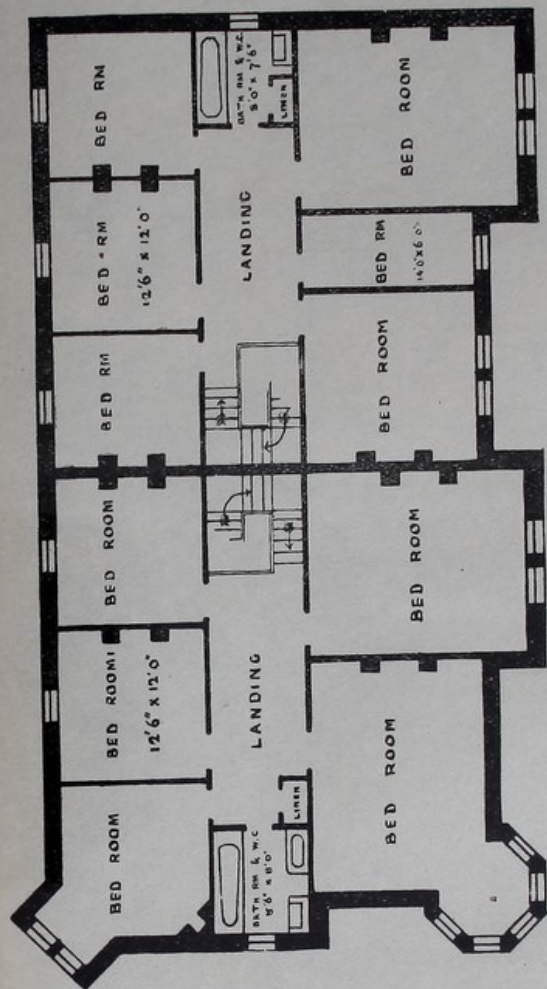 BED RM
BATH RM & W.C.
8'0" x 7'6"
LINEN
BED ROOM
BED RM
12'6" x 12'0"
LANDING
BED RM
14'0" x 6'0"
BED RM
BED ROOM
BED ROOM
BED ROOM
BED ROOM
12'6" x 12'0"
LANDING
BED ROOM
BED ROOM
BATH RM & W.C
8'6" x 8'0"
LINEN